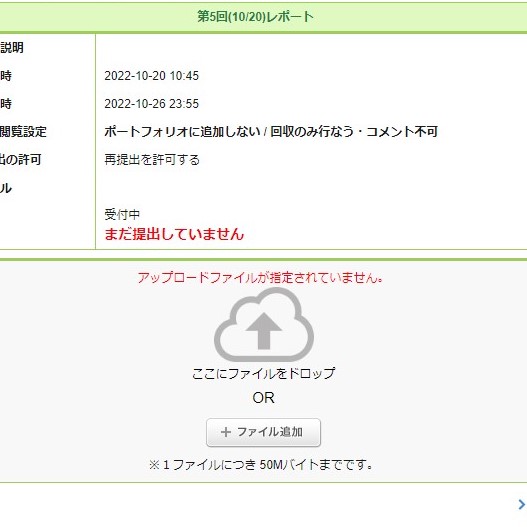 第5回(10/20)レポート
説明
時 2022-10-20 10:45
時 2022-10-26 23:55
閲覧設定 ポートフォリオに追加しない / 回収のみ行なう・コメント不可
出の許可 再提出を許可する
ル
受付中
まだ提出していません
アップロードファイルが指定されていません。
ここにファイルをドロップ
OR
+ ファイル追加
※ 1 ファイルにつき 50Mバイトまでです。